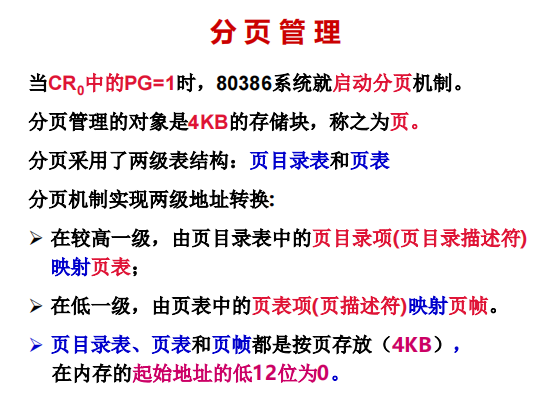 分页管理
当CR0中的PG=1时，80386系统就启动分页机制。
分页管理的对象是4KB的存储块，称之为页。
分页采用了两级表结构：页目录表和页表
分页机制实现两级地址转换:
➢ 在较高一级，由页目录表中的页目录项(页目录描述符)
映射页表；
➢ 在低一级，由页表中的页表项(页描述符)映射页帧。
➢ 页目录表、页表和页帧都是按页存放（4KB），
在内存的起始地址的低12位为0。